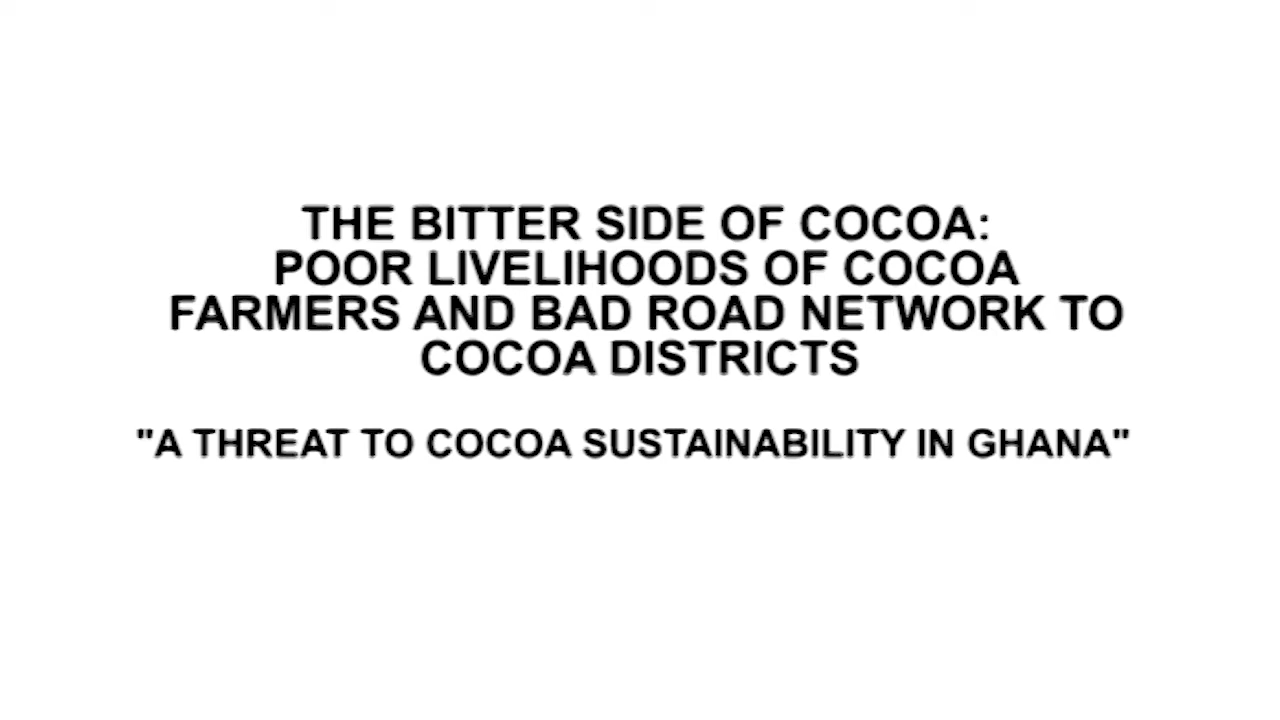 THE BITTER SIDE OF COCOA:
POOR LIVELIHOODS OF COCOA
FARMERS AND BAD ROAD NETWORK TO
COCOA DISTRICTS
"A THREAT TO COCOA SUSTAINABILITY IN GHANA"